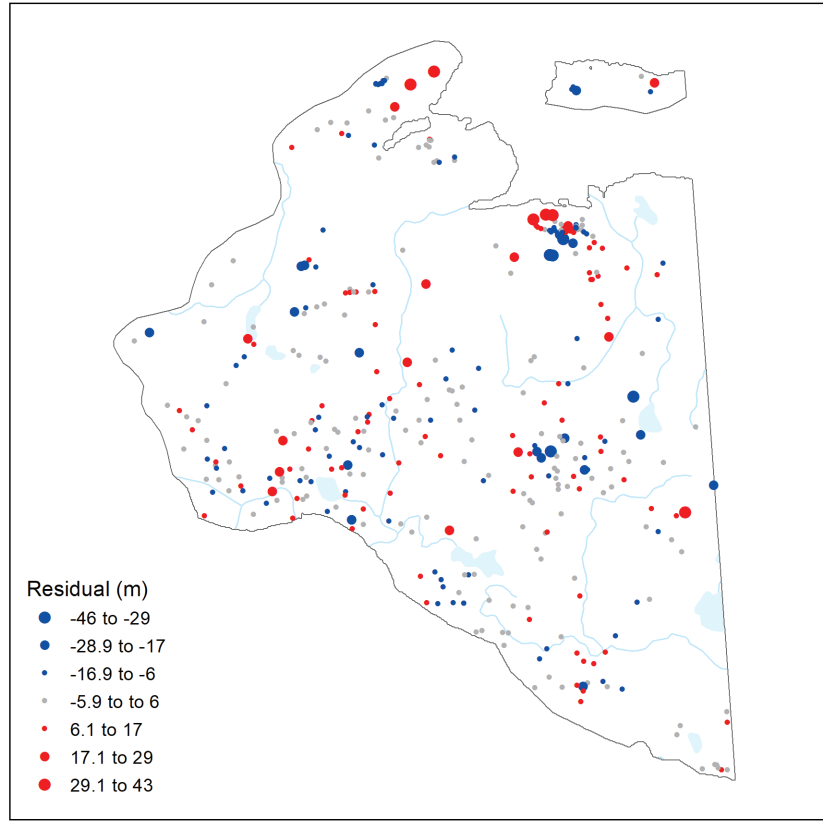 Residual (m)
-46 to -29
-28.9 to -17
-16.9 to -6
-5.9 to to 6
6.1 to 17
17.1 to 29
29.1 to 43